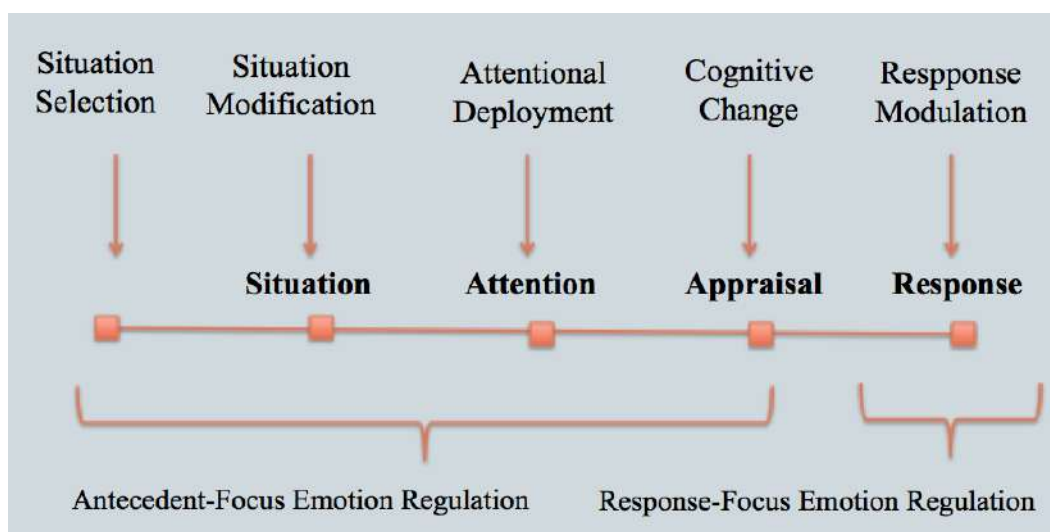 Situation
Selection
Situation
Modification
Attentional
Deployment
Cognitive
Change
Respponse
Modulation
Situation
Attention
Appraisal
Response
Antecedent-Focus Emotion Regulation
Response-Focus Emotion Regulation